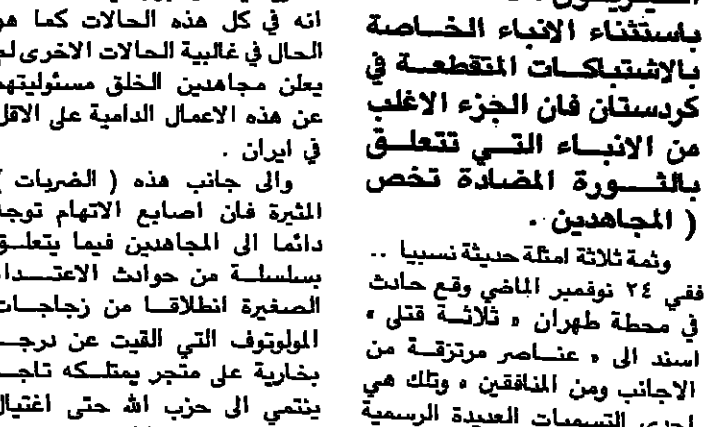 باستثناء الانباء الخاصة
بالاشتباكات المتقطعة في
كردستان فان الجزء الاغلب
من الانباء التي تتعلق
بالثورة المضادة تخص
( المجاهدين .
وثمة ثلاثة امثلة حديثة نسبيا ..
ففي ٢٤ نوفمبر الماضي وقع حادث
في محطة طهران « ثلاثة قتلى »
اسند الى « عناصر مرتزقة من
الاجانب ومن المنافقين » وتلك هي
احدى التسميات العديدة الرسمية
انه في كل هذه الحالات كما هو
الحال في غالبية الحالات الاخرى لم
يعلن مجاهدين الخلق مسئوليتهم
عن هذه الاعمال الدامية على الاقل
في ايران .
والى جانب هذه ( الضربات )
المثيرة فان اصابع الاتهام توجه
دائما الى المجاهدين فيما يتعلق
بسلسلة من حوادث الاعتداء
الصغيرة انطلاقا من زجاجات
المولوتوف التي القيت عن درجة
بخارية على متجر يمتلكه تاجر
ينتمي الى حزب الله حتى اغتيال